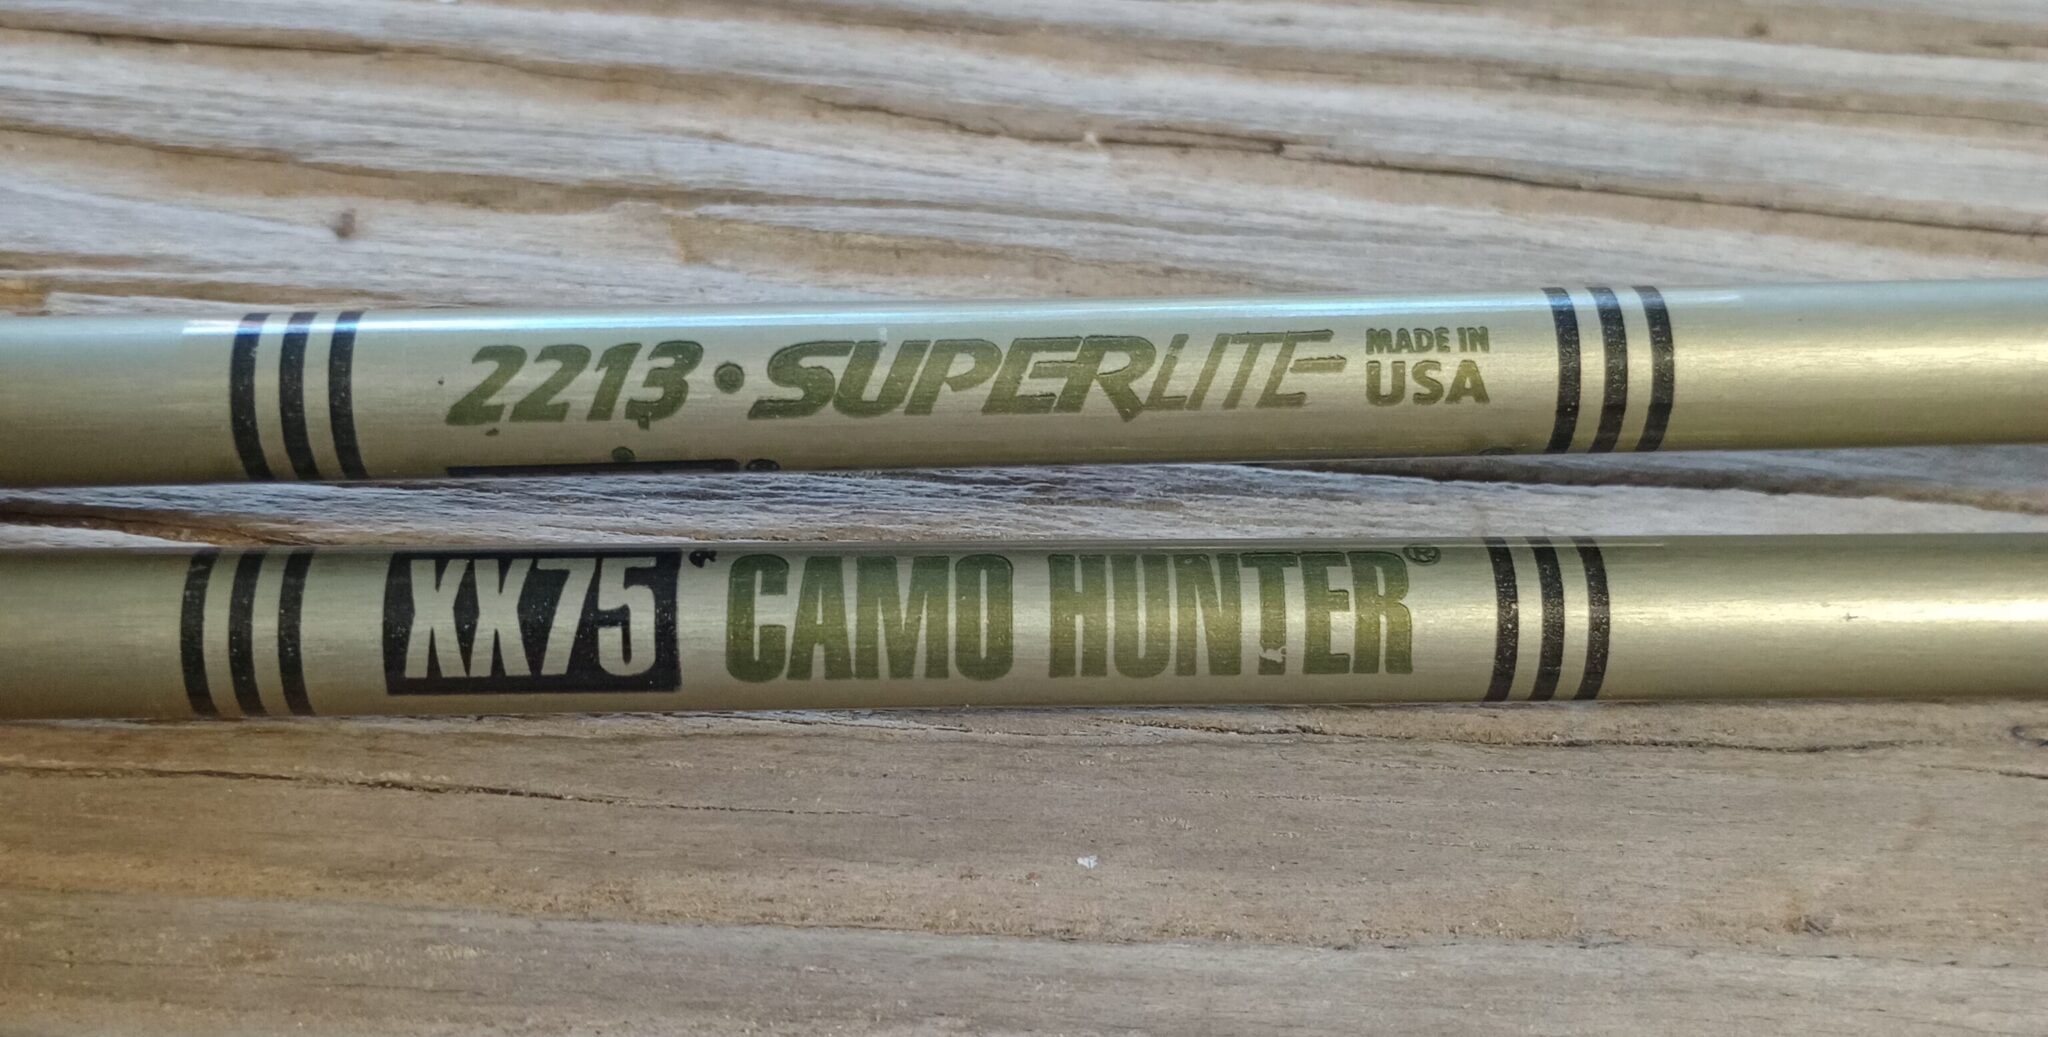 2213 • SUPERLITE MADE IN USA
XX75 CAMO HUNTER®